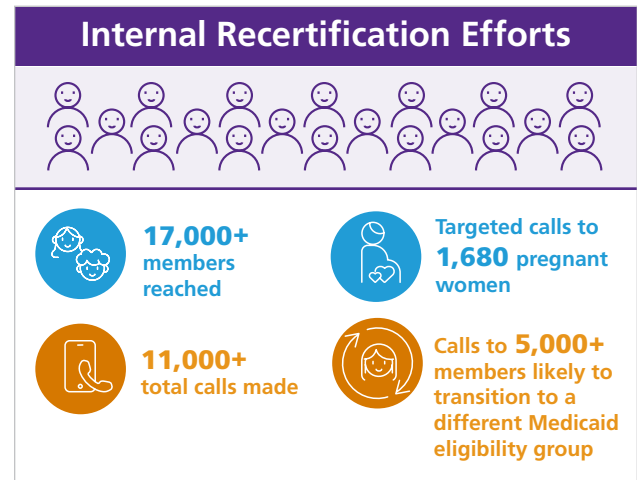 Internal Recertification Efforts
17,000+
members
reached
Targeted calls to
1,680 pregnant
women
11,000+
total calls made
Calls to 5,000+
members likely to
transition to a
different Medicaid
eligibility group